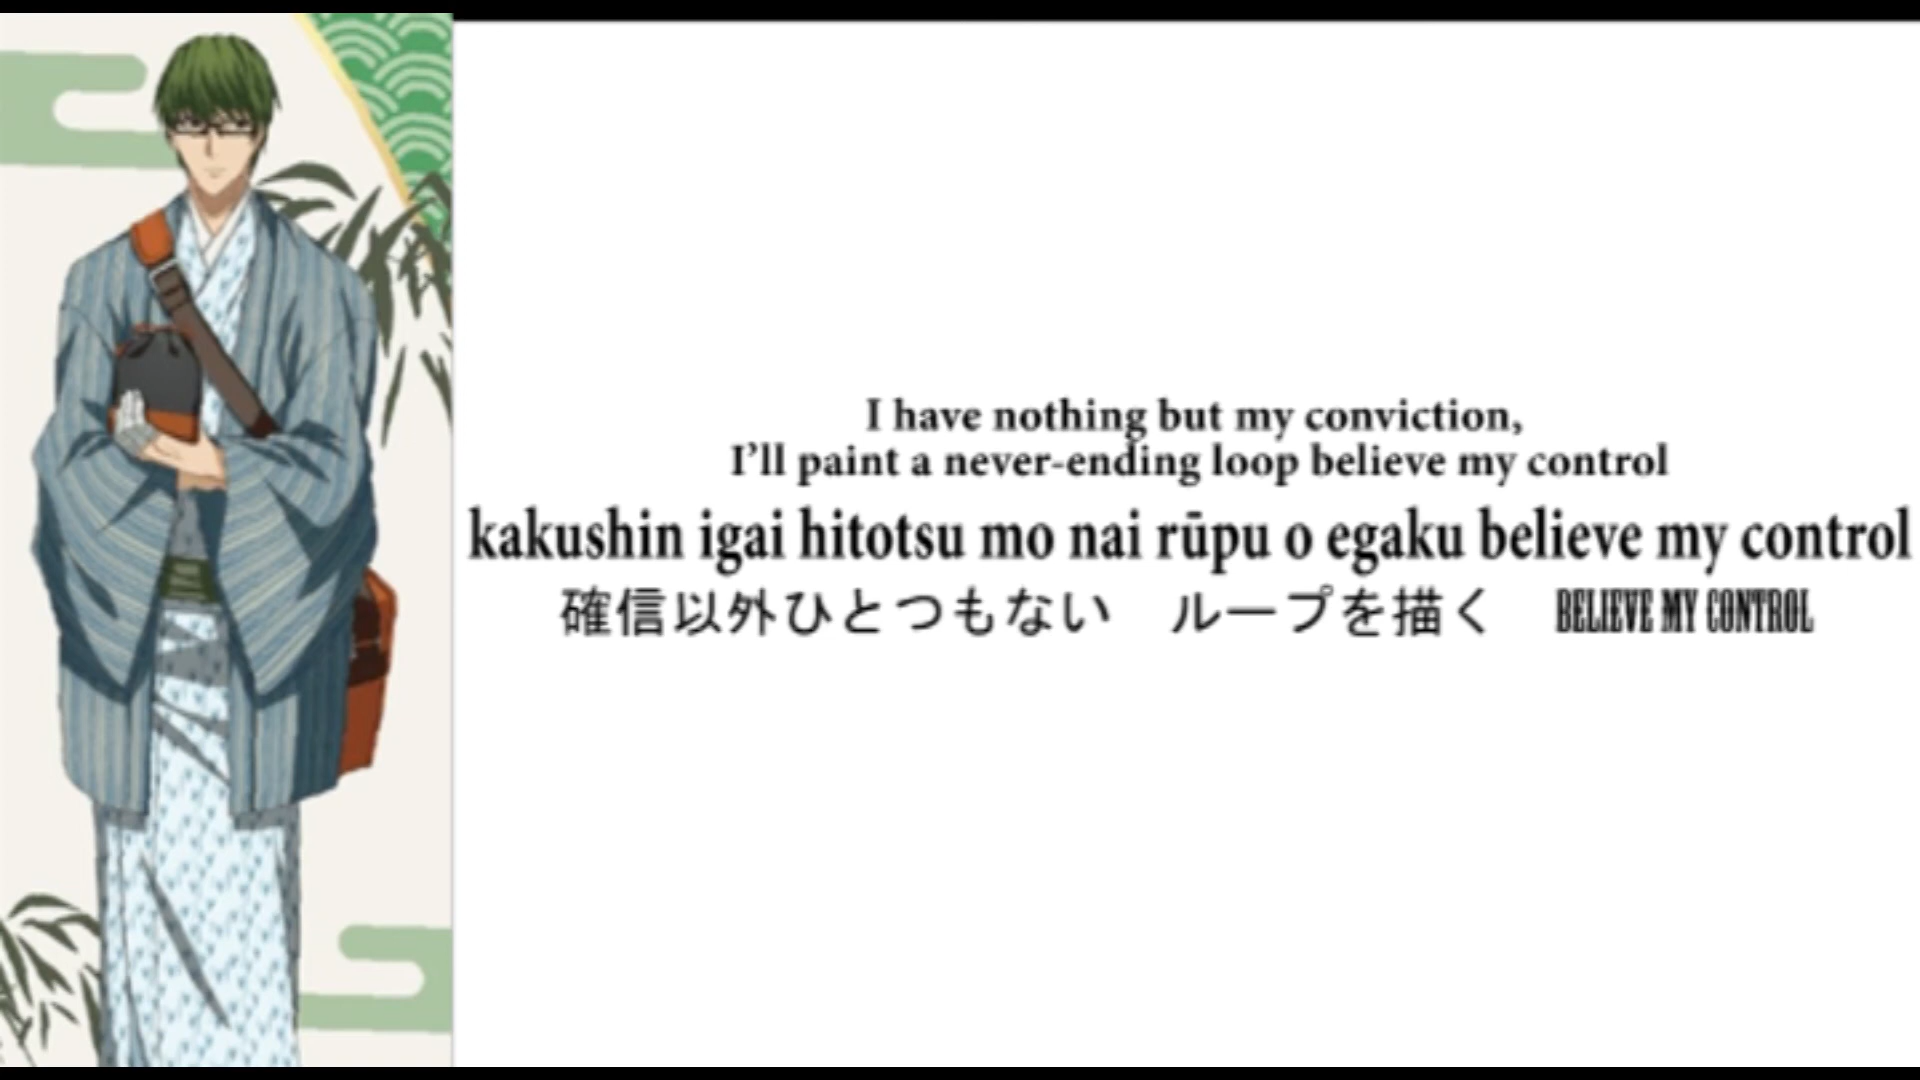 I have nothing but my conviction,
I'll paint a never-ending loop believe my control
kakushin igai hitotsu mo nai rūpu o egaku believe my control
確信以外ひとつもない　ループを描く　BELIEVE MY CONTROL